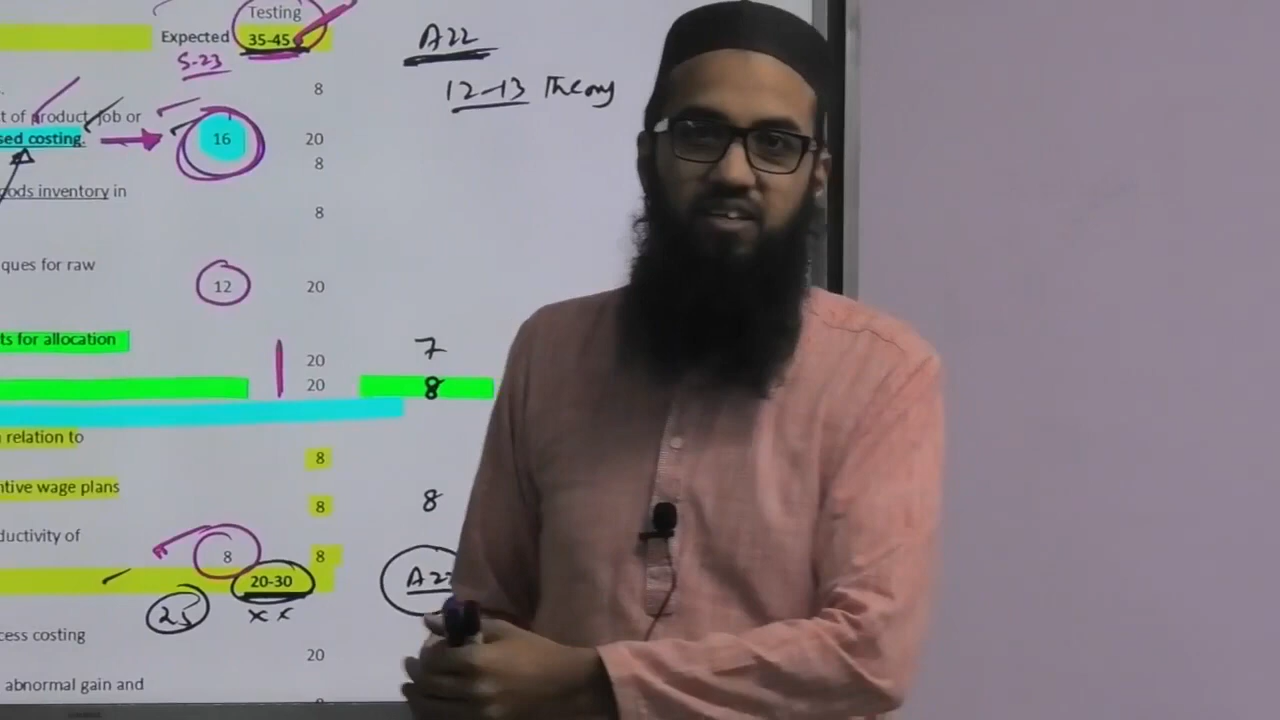 Testing
Expected 35-45 A22
S-23
12-13 Theory
8
t of product, job or
sed costing. 16 20
8
ods inventory in
8
ques for raw
12 20
ts for allocation 7
20
20 8
relation to
8
ntive wage plans
8 8
ductivity of
8 8
20-30 A22
25 x x
cess costing
20
abnormal gain and